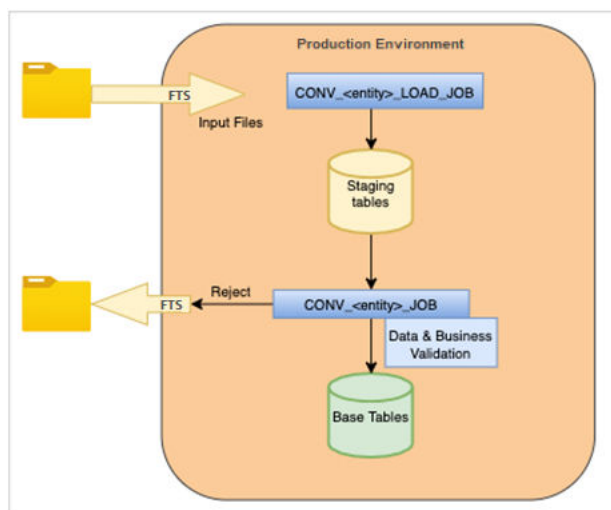 Production Environment
FTS
CONV_<entity>_LOAD_JOB
Input Files
Staging
tables
Reject
FTS
CONV_<entity>_JOB
Data & Business
Validation
Base Tables